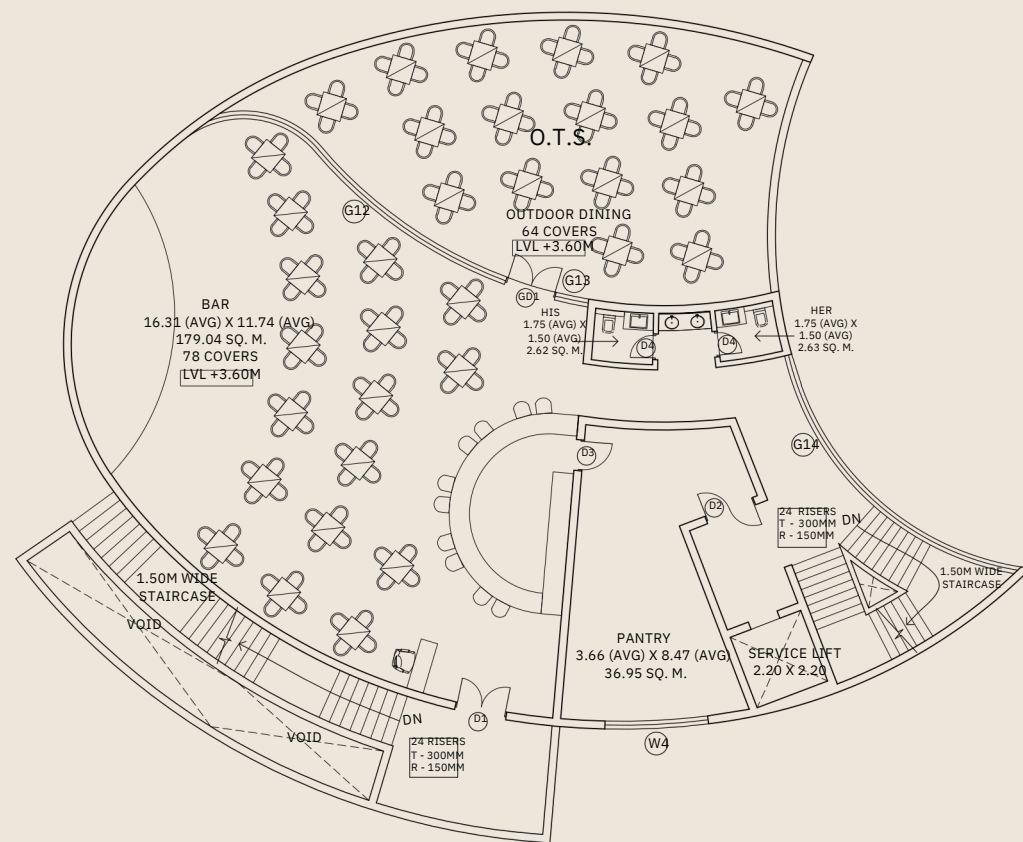 O.T.S.
G12
OUTDOOR DINING
64 COVERS
LVL +3.60M
G13
GD1
BAR
16.31 (AVG) X 11.74 (AVG)
179.04 SQ. M.
78 COVERS
LVL +3.60M
HIS
1.75 (AVG) X
1.50 (AVG)
2.62 SQ. M.
D4
D4
HER
1.75 (AVG) X
1.50 (AVG)
2.63 SQ. M.
G14
D3
D2
24 RISERS
T - 300MM
R - 150MM
DN
1.50M WIDE
STAIRCASE
1.50M WIDE
STAIRCASE
VOID
PANTRY
3.66 (AVG) X 8.47 (AVG)
36.95 SQ. M.
SERVICE LIFT
2.20 X 2.20
DN
D1
VOID
24 RISERS
T - 300MM
R - 150MM
W4